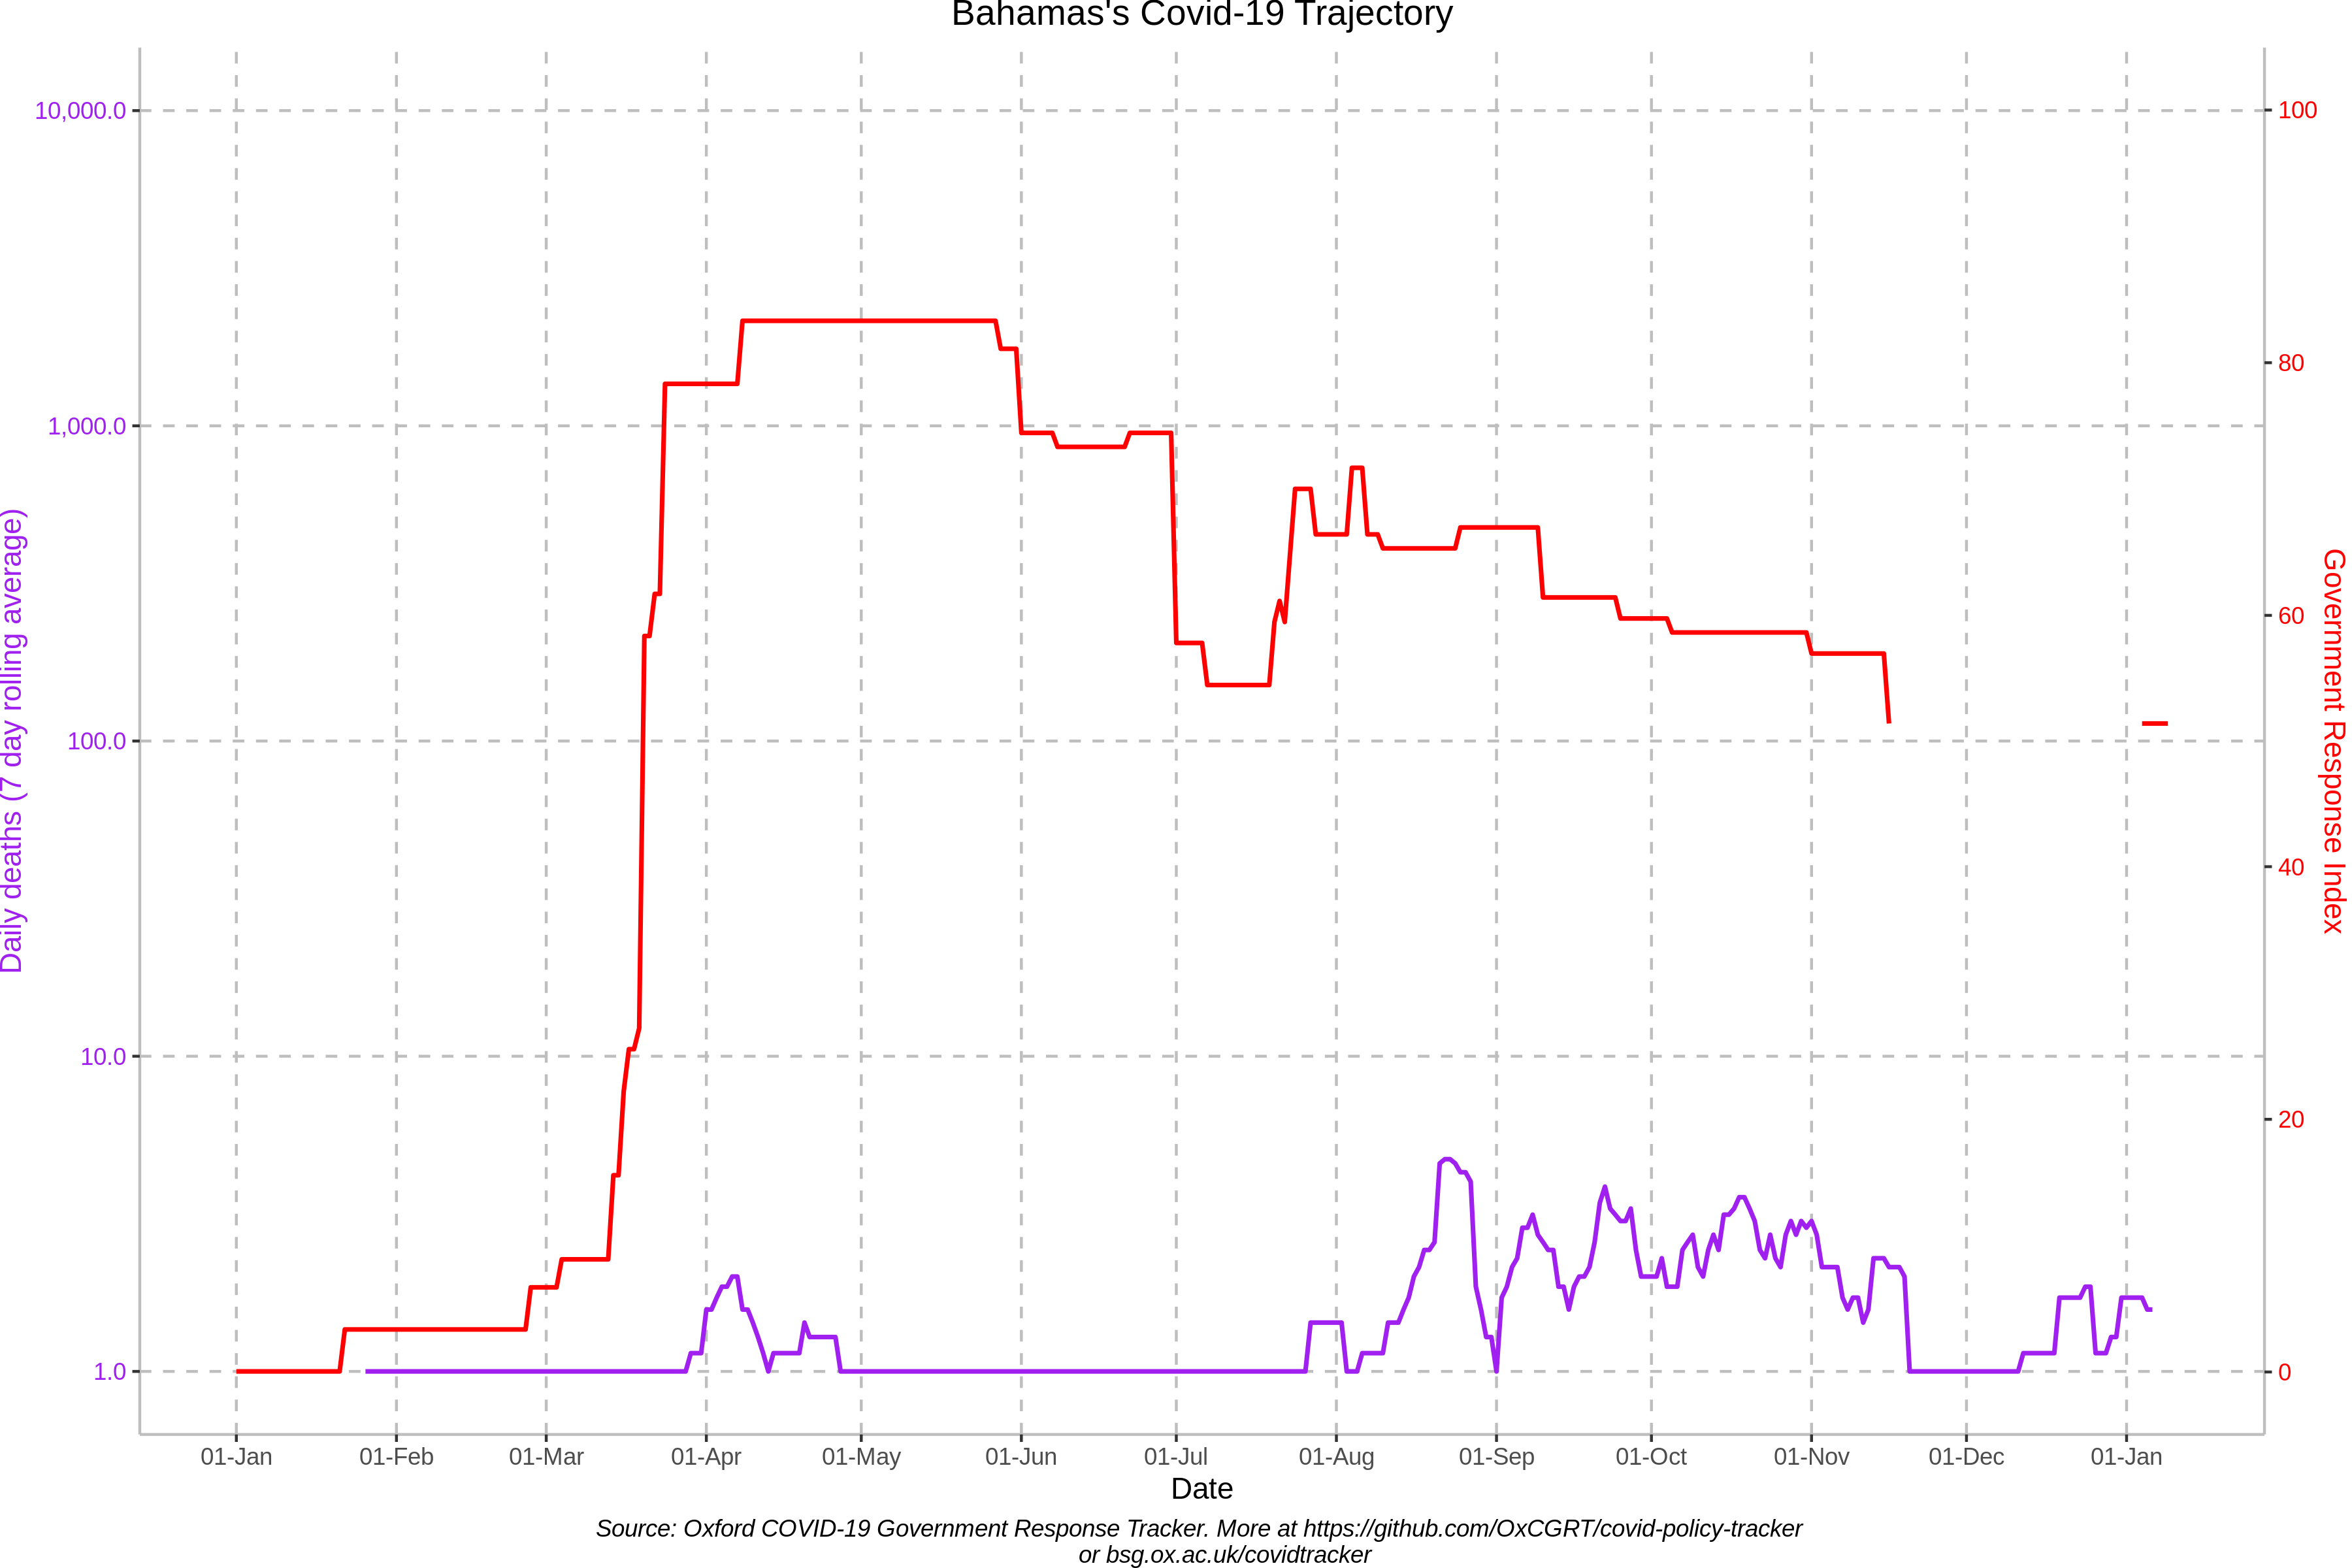 Bahamas's Covid-19 Trajectory
10,000.0
1,000.0
100.0
10.0
1.0
Daily deaths (7 day rolling average)
100
80
60
40
20
0
Government Response Index
01-Jan 01-Feb 01-Mar 01-Apr 01-May 01-Jun 01-Jul 01-Aug 01-Sep 01-Oct 01-Nov 01-Dec 01-Jan
Date
Source: Oxford COVID-19 Government Response Tracker. More at https://github.com/OxCGRT/covid-policy-tracker
or bsg.ox.ac.uk/covidtracker